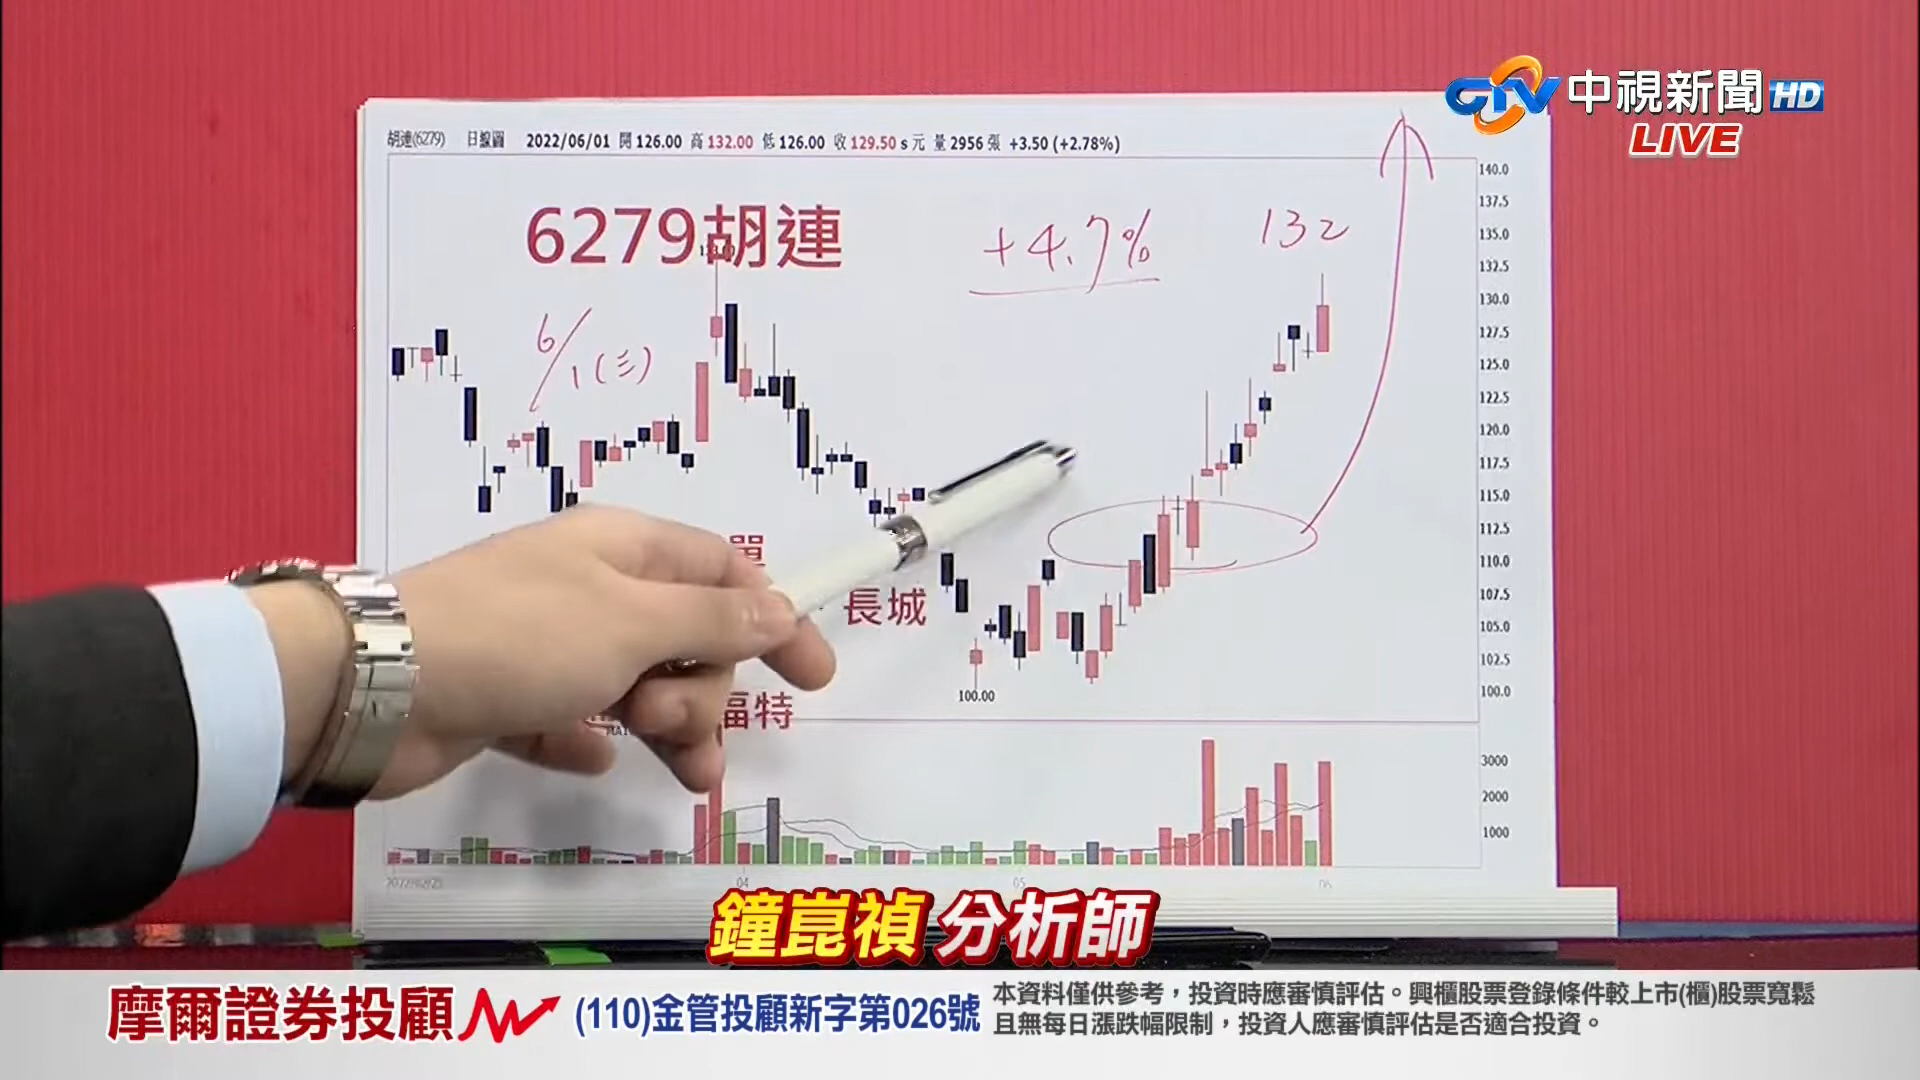 CTV 中視新聞 HD
LIVE
胡連(6279) 日線圖 2022/06/01 開 126.00 高 132.00 低 126.00 收 129.50 s 元 量 2956 張 +3.50 (+2.78%)
6279胡連
+4.7%
132
6/1(三)
140.0
137.5
135.0
132.5
130.0
127.5
125.0
122.5
120.0
117.5
115.0
112.5
110.0
107.5
105.0
102.5
100.0
單
長城
100.00
福特
3000
2000
1000
04
05
06
鐘崑禎 分析師
摩爾證券投顧 (110)金管投顧新字第026號
本資料僅供參考，投資時應審慎評估。興櫃股票登錄條件較上市(櫃)股票寬鬆
且無每日漲跌幅限制，投資人應審慎評估是否適合投資。